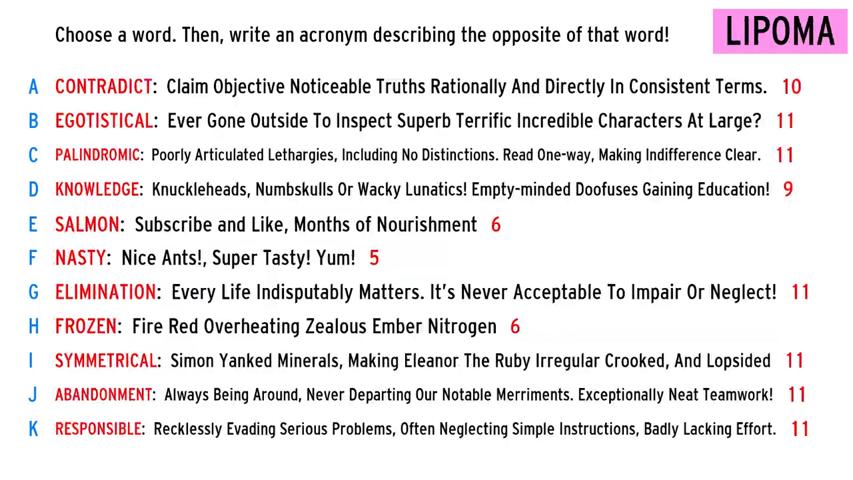 Choose a word. Then, write an acronym describing the opposite of that word!
LIPOMA
A CONTRADICT: Claim Objective Noticeable Truths Rationally And Directly In Consistent Terms. 10
B EGOTISTICAL: Ever Gone Outside To Inspect Superb Terrific Incredible Characters At Large? 11
C PALINDROMIC: Poorly Articulated Lethargies, Including No Distinctions. Read One-way, Making Indifference Clear. 11
D KNOWLEDGE: Knuckleheads, Numbskulls Or Wacky Lunatics! Empty-minded Doofuses Gaining Education! 9
E SALMON: Subscribe and Like, Months of Nourishment 6
F NASTY: Nice Ants!, Super Tasty! Yum! 5
G ELIMINATION: Every Life Indisputably Matters. It's Never Acceptable To Impair Or Neglect! 11
H FROZEN: Fire Red Overheating Zealous Ember Nitrogen 6
I SYMMETRICAL: Simon Yanked Minerals, Making Eleanor The Ruby Irregular Crooked, And Lopsided 11
J ABANDONMENT: Always Being Around, Never Departing Our Notable Merriments. Exceptionally Neat Teamwork! 11
K RESPONSIBLE: Recklessly Evading Serious Problems, Often Neglecting Simple Instructions, Badly Lacking Effort. 11